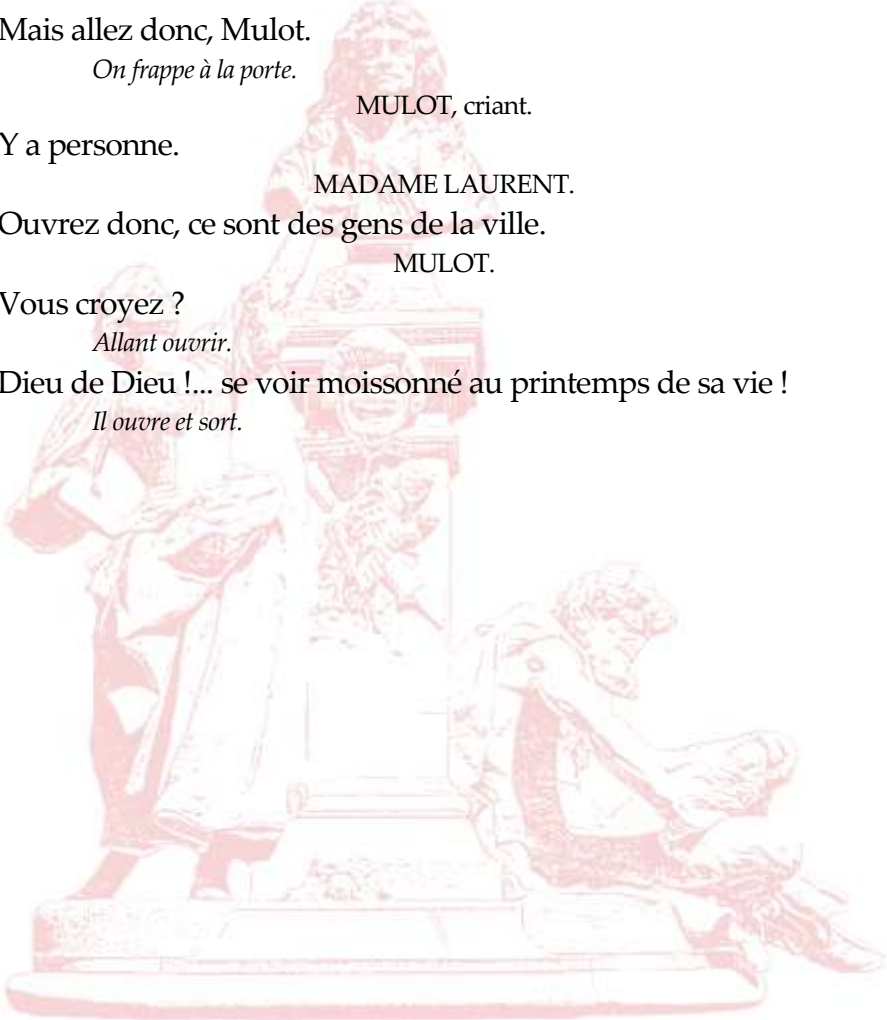 Mais allez donc, Mulot.
On frappe à la porte.
MULOT, criant.
Y a personne.
MADAME LAURENT.
Ouvrez donc, ce sont des gens de la ville.
MULOT.
Vous croyez ?
Allant ouvrir.
Dieu de Dieu !... se voir moissonné au printemps de sa vie !
Il ouvre et sort.